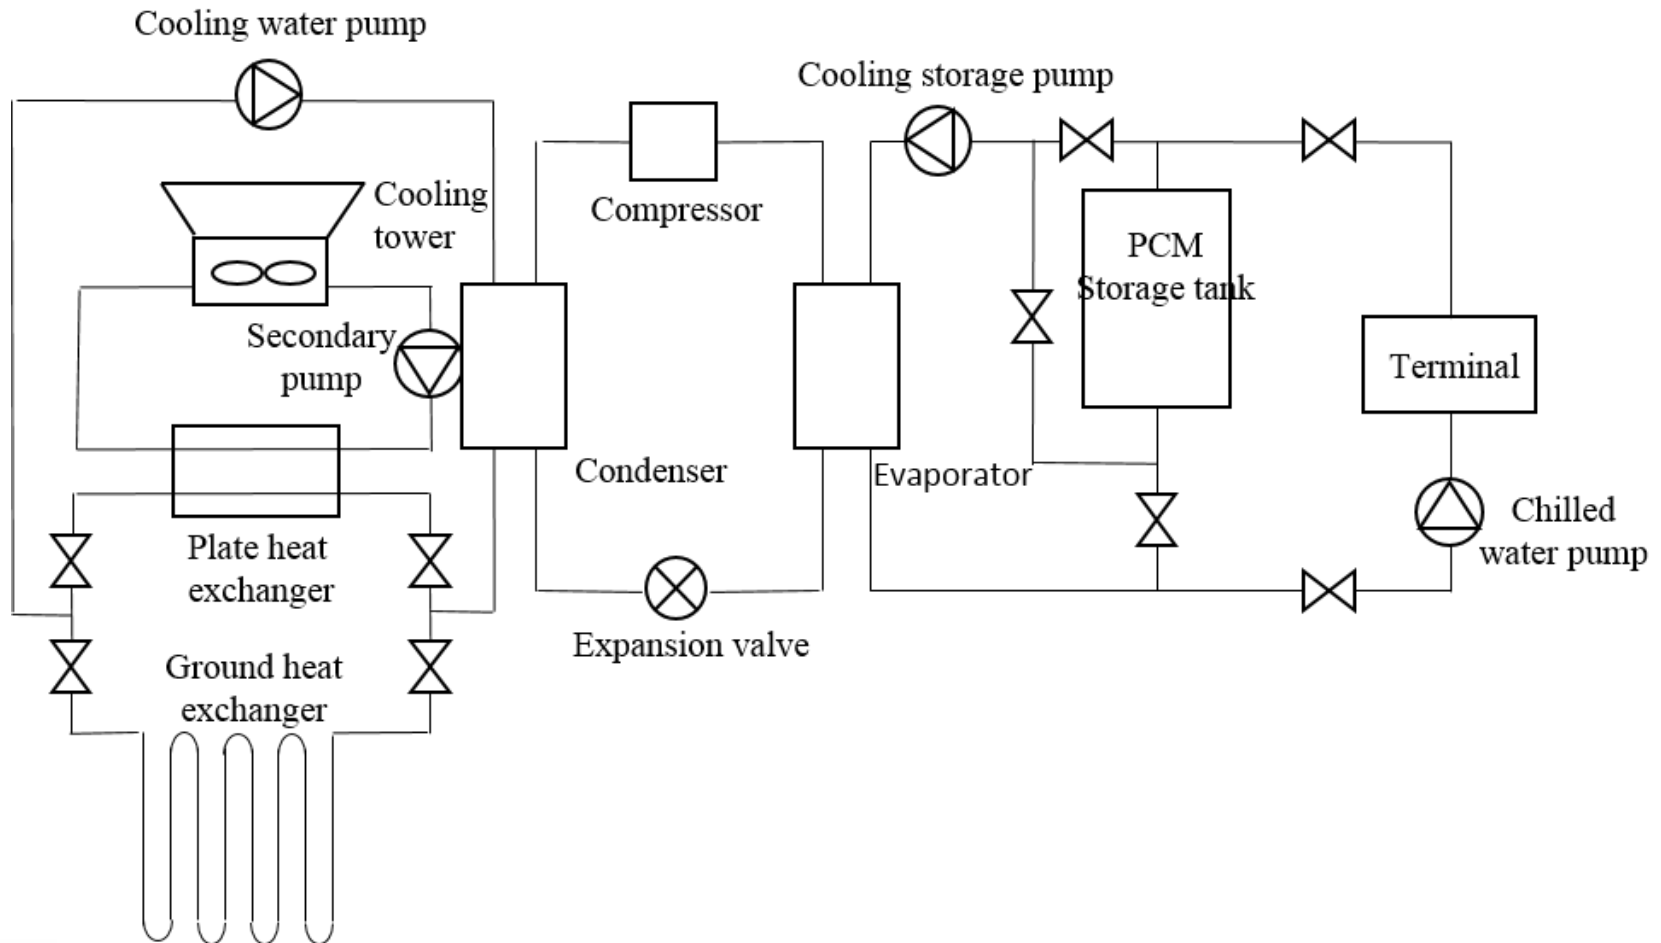 Cooling water pump
Cooling storage pump
Cooling
tower
Compressor
PCM
Storage tank
Secondary
pump
Terminal
Condenser
Evaporator
Chilled
water pump
Plate heat
exchanger
Expansion valve
Ground heat
exchanger